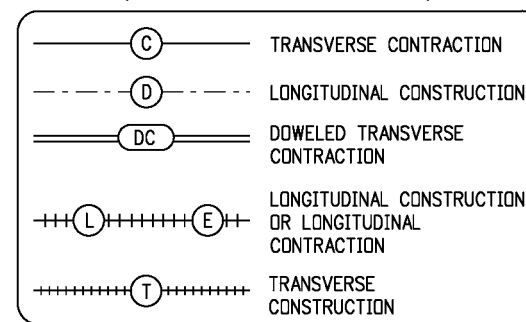 C TRANSVERSE CONTRACTION
D LONGITUDINAL CONSTRUCTION
DC DOWELED TRANSVERSE
CONTRACTION
LONGITUDINAL CONSTRUCTION
L E OR LONGITUDINAL
CONTRACTION
T TRANSVERSE
CONSTRUCTION